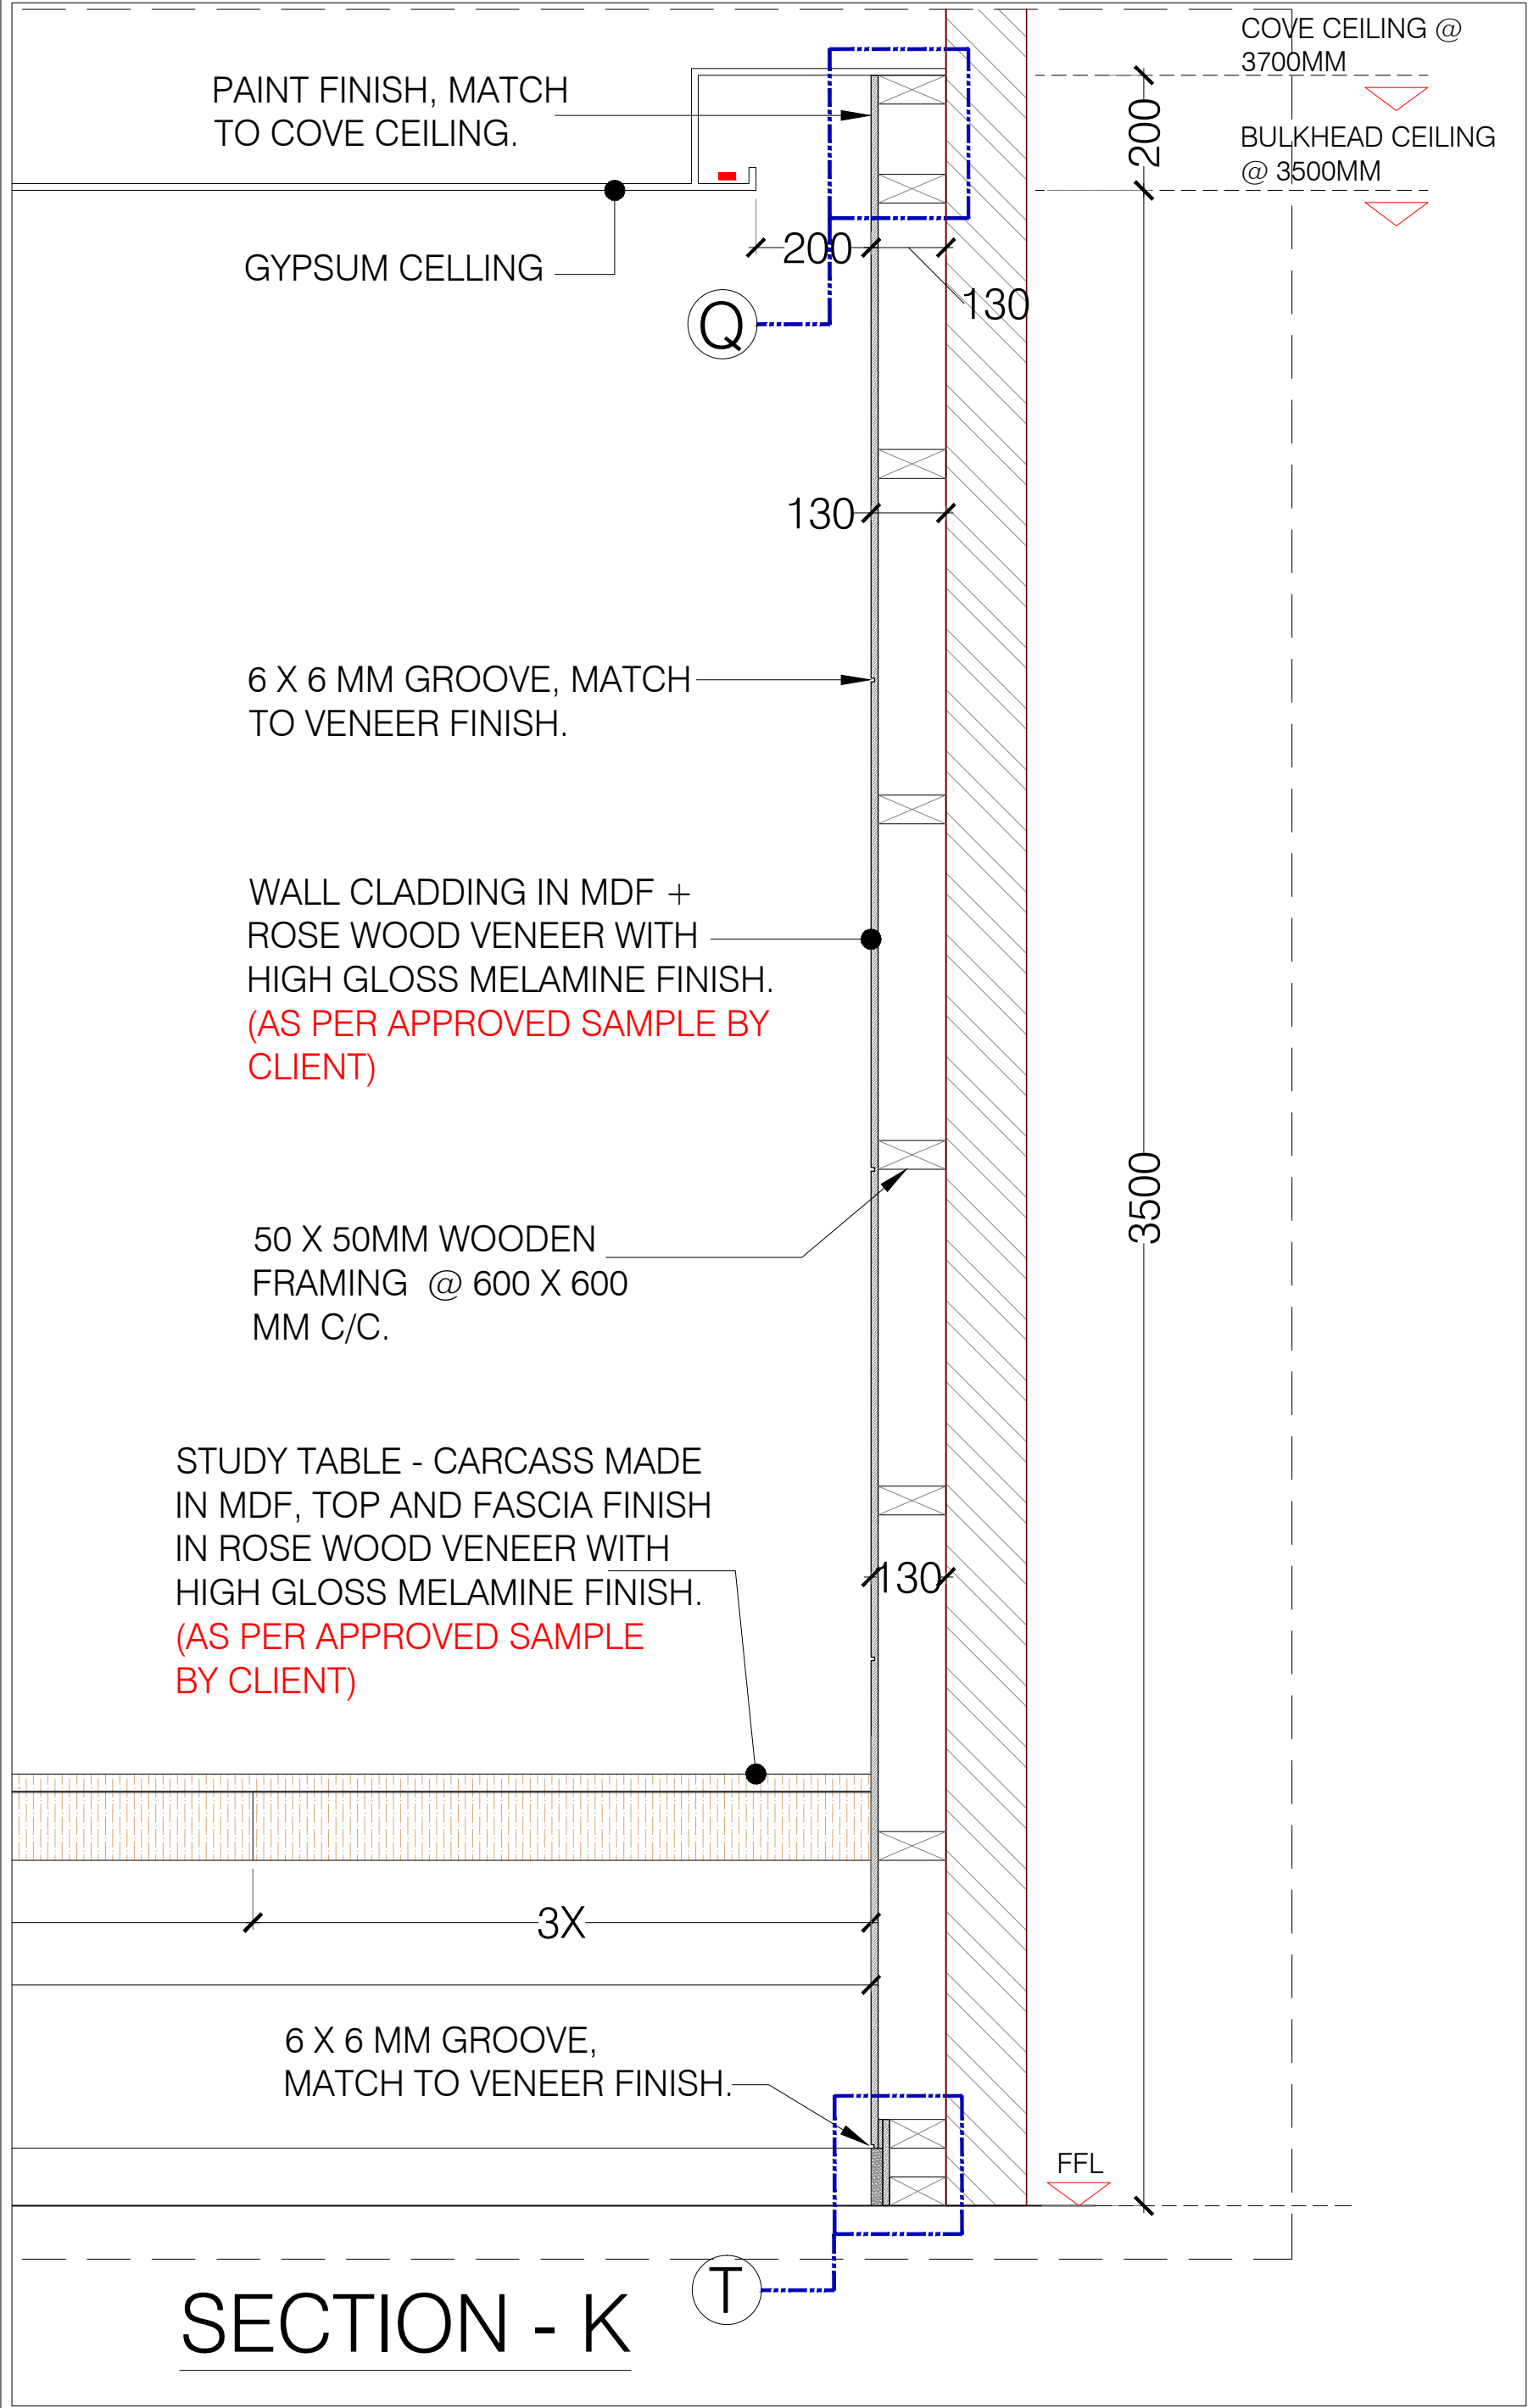 COVE CEILING @
3700MM
PAINT FINISH, MATCH
TO COVE CEILING.
200
BULKHEAD CEILING
@ 3500MM
GYPSUM CELLING
200
130
Q
130
6 X 6 MM GROOVE, MATCH
TO VENEER FINISH.
WALL CLADDING IN MDF +
ROSE WOOD VENEER WITH
HIGH GLOSS MELAMINE FINISH.
(AS PER APPROVED SAMPLE BY
CLIENT)
3500
50 X 50MM WOODEN
FRAMING @ 600 X 600
MM C/C.
STUDY TABLE - CARCASS MADE
IN MDF, TOP AND FASCIA FINISH
IN ROSE WOOD VENEER WITH
HIGH GLOSS MELAMINE FINISH.
(AS PER APPROVED SAMPLE
BY CLIENT)
130
3X
6 X 6 MM GROOVE,
MATCH TO VENEER FINISH.
FFL
T
SECTION - K